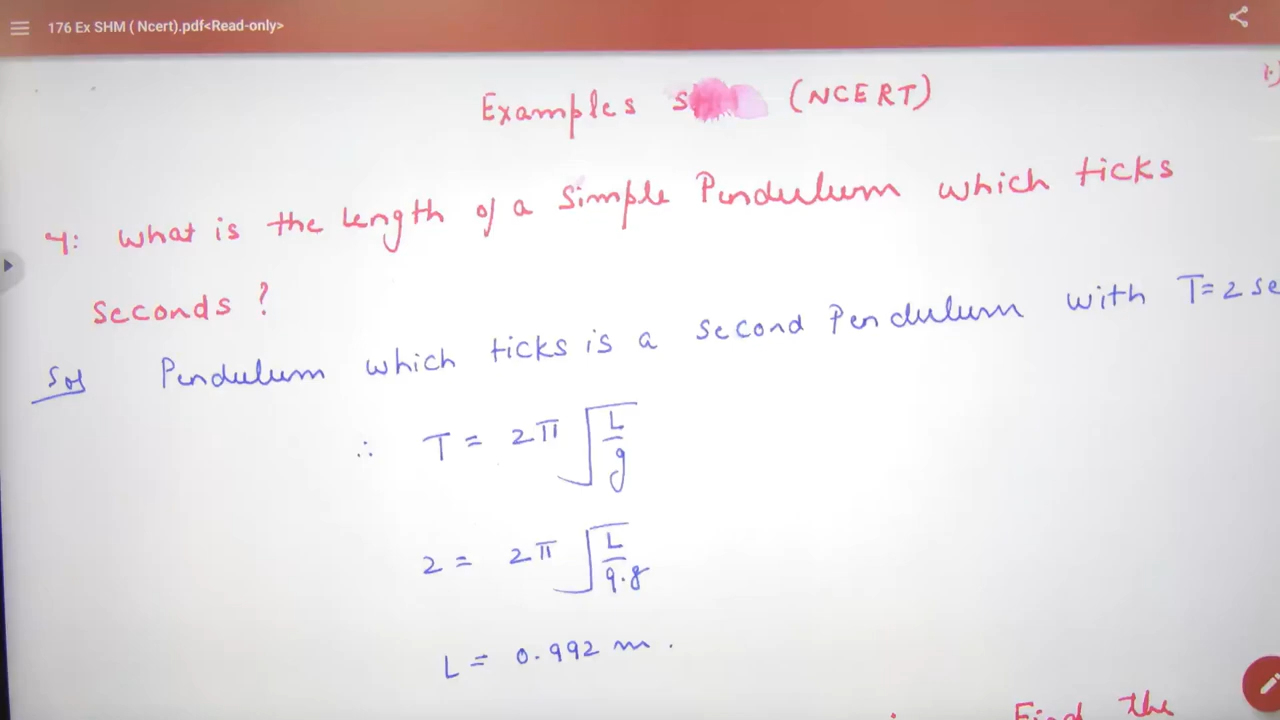 176 Ex SHM ( Ncert).pdf<Read-only>
Examples (NCERT)
7: What is the length of a Simple Pendulum which ticks
seconds ?
Sol Pendulum which ticks is a second Pendulum with T=2 se
∴ T = 2π √L/g
2 = 2π √L/9.8
L = 0.992 m.
Find the